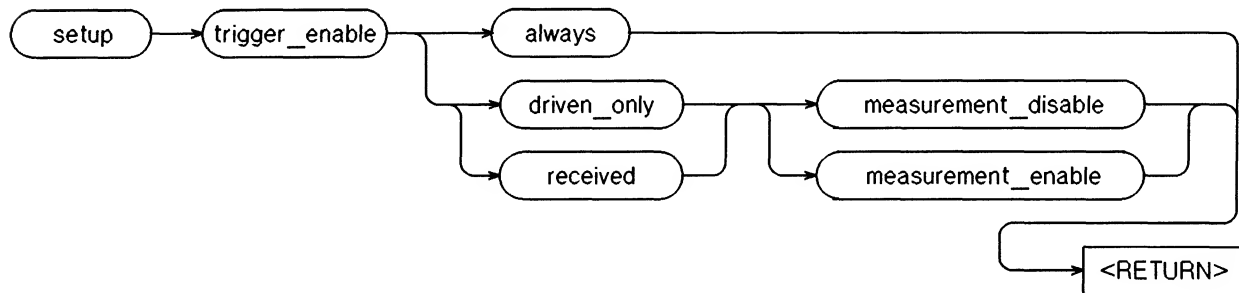 setup trigger_enable always
driven_only measurement_disable
received measurement_enable
<RETURN>